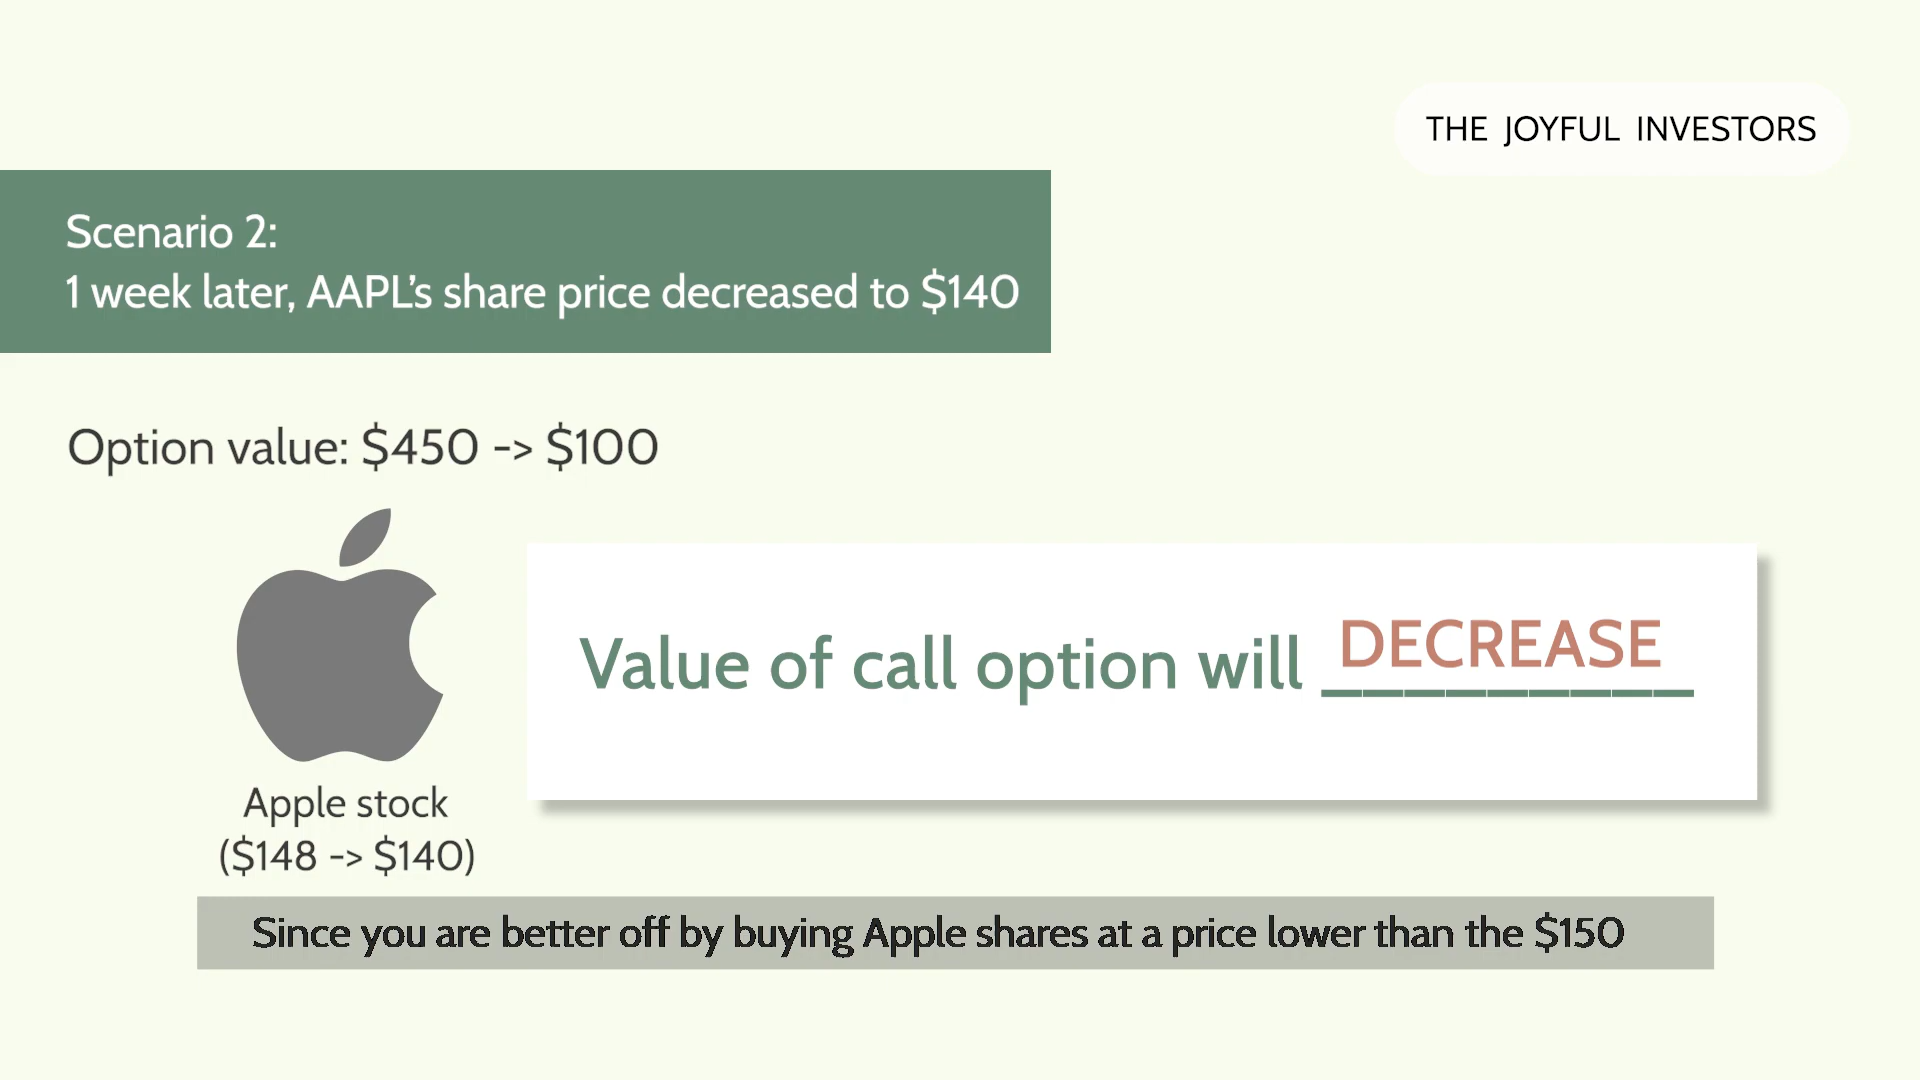 THE JOYFUL INVESTORS
Scenario 2:
1 week later, AAPL's share price decreased to $140
Option value: $450 -> $100
Value of call option will DECREASE
Apple stock
($148 -> $140)
Since you are better off by buying Apple shares at a price lower than the $150